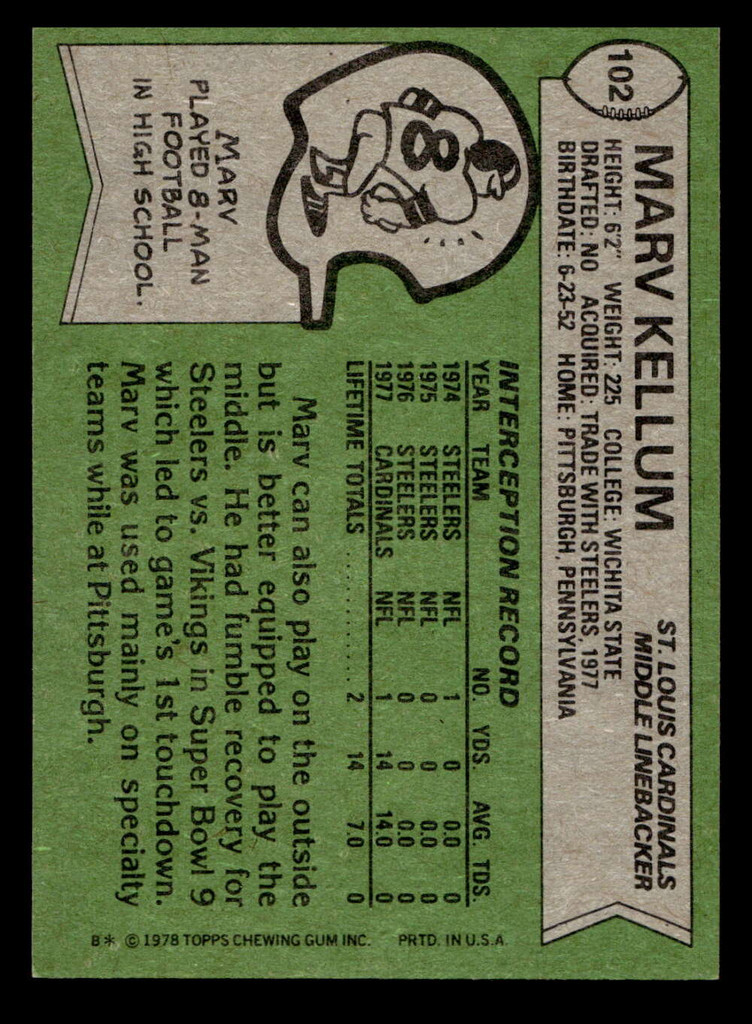 102
MARV KELLUM
ST. LOUIS CARDINALS
MIDDLE LINEBACKER
HEIGHT: 6'2" WEIGHT: 225 COLLEGE: WICHITA STATE
DRAFTED: NO ACQUIRED: TRADE WITH STEELERS, 1977
BIRTHDATE: 6-23-52 HOME: PITTSBURGH, PENNSYLVANIA
8
MARV
PLAYED 8-MAN
FOOTBALL
IN HIGH SCHOOL.
INTERCEPTION RECORD
YEAR TEAM NO. YDS. AVG. TDS.
1974 STEELERS NFL 1 0 0.0 0
1975 STEELERS NFL 0 0 0.0 0
1976 STEELERS NFL 0 0 0.0 0
1977 CARDINALS NFL 1 14 14.0 0
LIFETIME TOTALS .......... 2 14 7.0 0
Marv can also play on the outside
but is better equipped to play the
middle. He had fumble recovery for
Steelers vs. Vikings in Super Bowl 9
which led to game's 1st touchdown.
Marv was used mainly on specialty
teams while at Pittsburgh.
B* © 1978 TOPPS CHEWING GUM INC. PRTD. IN U.S.A.